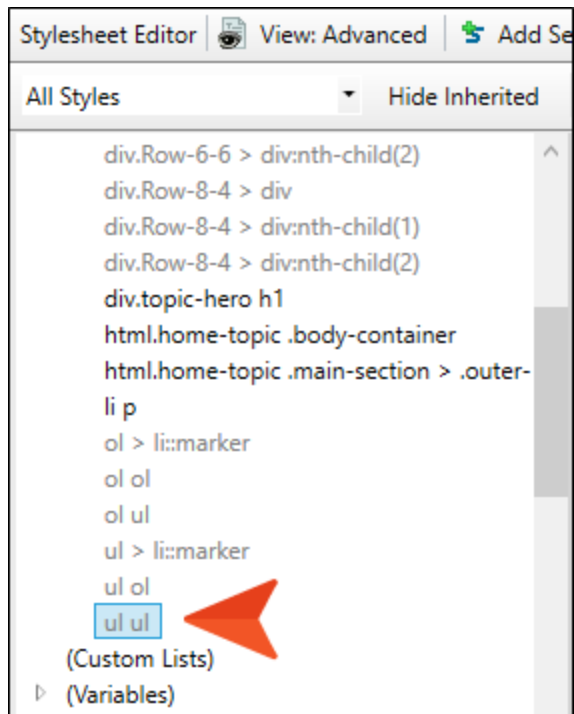 Stylesheet Editor View: Advanced Add Se
All Styles Hide Inherited
div.Row-6-6 > div:nth-child(2)
div.Row-8-4 > div
div.Row-8-4 > div:nth-child(1)
div.Row-8-4 > div:nth-child(2)
div.topic-hero h1
html.home-topic .body-container
html.home-topic .main-section > .outer-
li p
ol > li::marker
ol ol
ol ul
ul > li::marker
ul ol
ul ul
(Custom Lists)
(Variables)